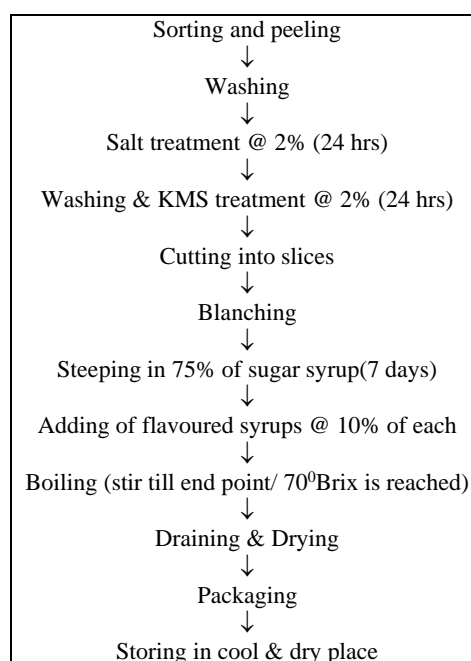 Sorting and peeling
↓
Washing
↓
Salt treatment @ 2% (24 hrs)
↓
Washing & KMS treatment @ 2% (24 hrs)
↓
Cutting into slices
↓
Blanching
↓
Steeping in 75% of sugar syrup(7 days)
↓
Adding of flavoured syrups @ 10% of each
↓
Boiling (stir till end point/ 70⁰Brix is reached)
↓
Draining & Drying
↓
Packaging
↓
Storing in cool & dry place